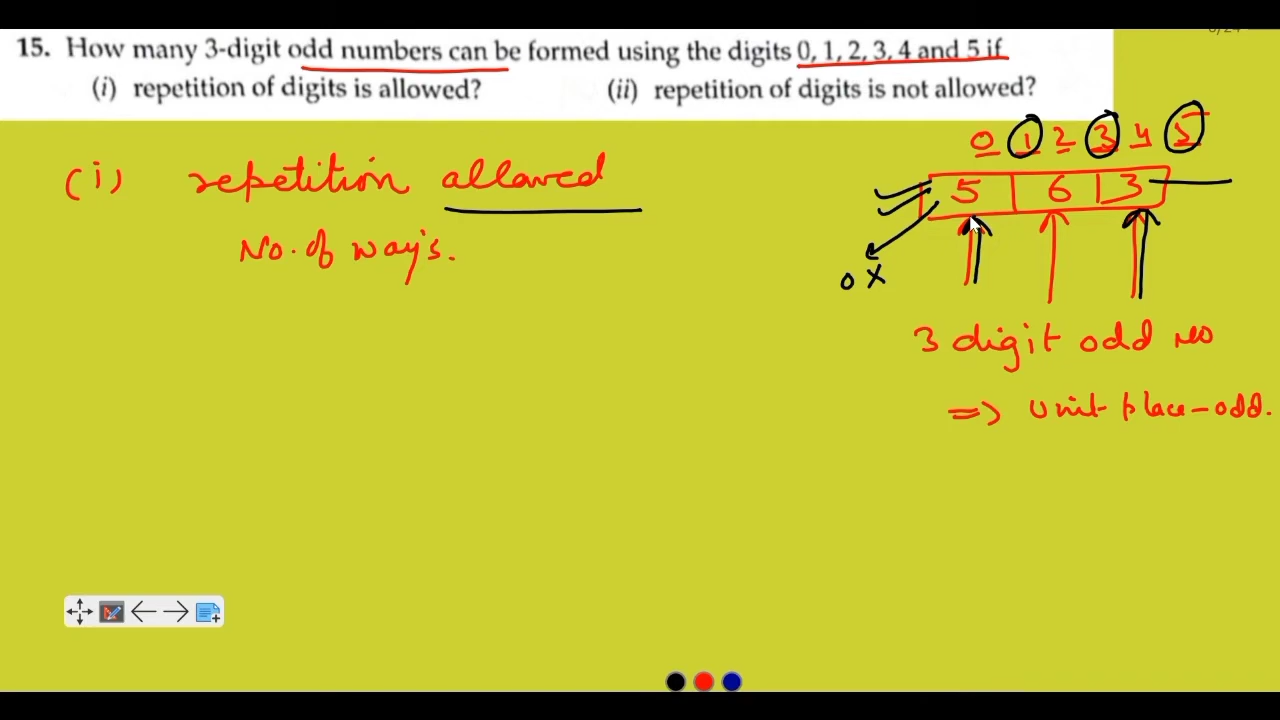 15. How many 3-digit odd numbers can be formed using the digits 0, 1, 2, 3, 4 and 5 if
(i) repetition of digits is allowed? (ii) repetition of digits is not allowed?
0 1 2 3 4 5
(i) repetition allowed
5 6 3
No. of way's.
0 X
3 digit odd no
=> unit place-odd.